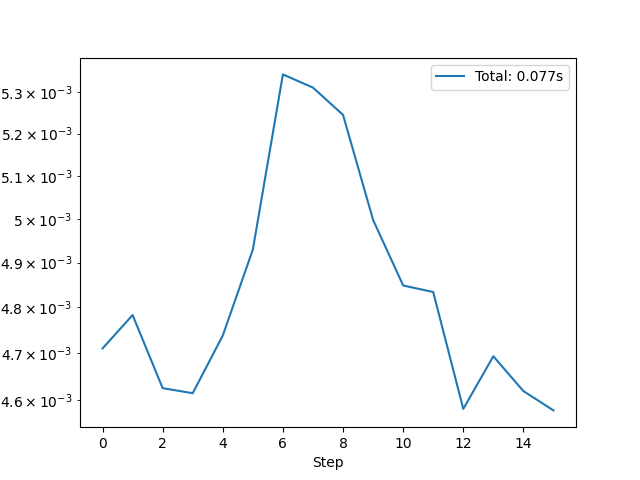 Total: 0.077s
5.3 × 10⁻³
5.2 × 10⁻³
5.1 × 10⁻³
5 × 10⁻³
4.9 × 10⁻³
4.8 × 10⁻³
4.7 × 10⁻³
4.6 × 10⁻³
0 2 4 6 8 10 12 14
Step